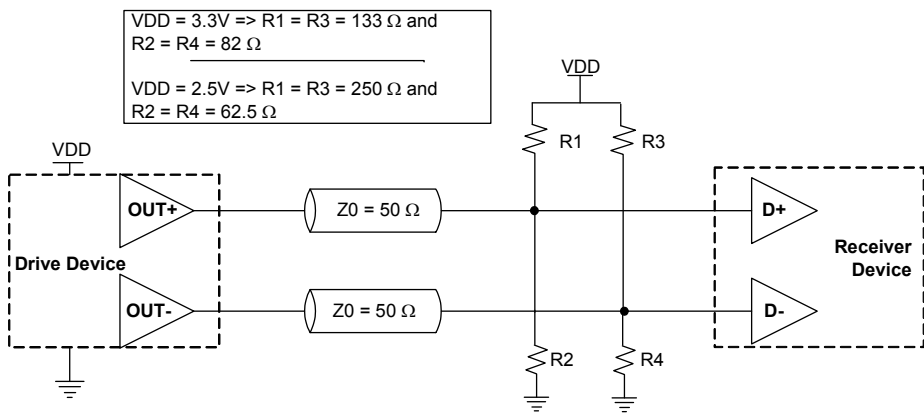 VDD = 3.3V => R1 = R3 = 133 Ω and
R2 = R4 = 82 Ω
VDD = 2.5V => R1 = R3 = 250 Ω and
R2 = R4 = 62.5 Ω
VDD
R1
R3
VDD
OUT+
Z0 = 50 Ω
D+
Drive Device
Receiver
Device
OUT-
Z0 = 50 Ω
D-
R2
R4